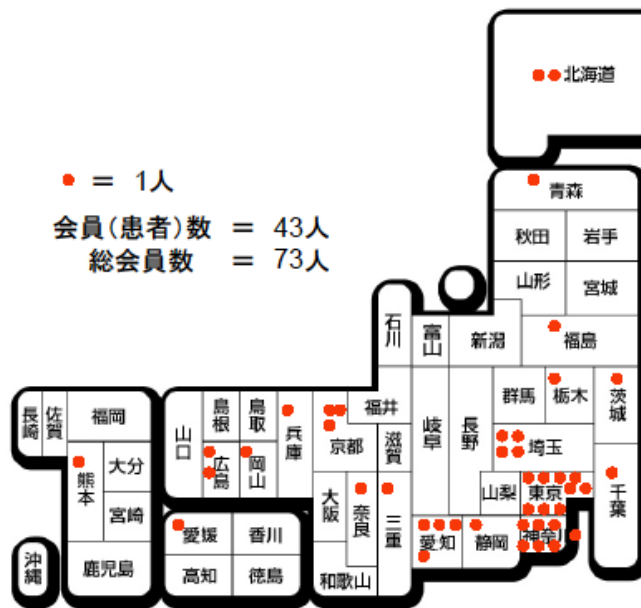 北海道
= 1人
会員(患者)数 = 43人
総会員数 = 73人
青森
秋田
岩手
山形
宮城
石川
富山
新潟
福島
福井
岐阜
長野
群馬
栃木
茨城
長崎
佐賀
福岡
山口
島根
鳥取
兵庫
京都
滋賀
埼玉
熊本
大分
広島
岡山
大阪
奈良
三重
山梨
東京
千葉
宮崎
愛媛
香川
愛知
静岡
神奈川
沖縄
鹿児島
高知
徳島
和歌山